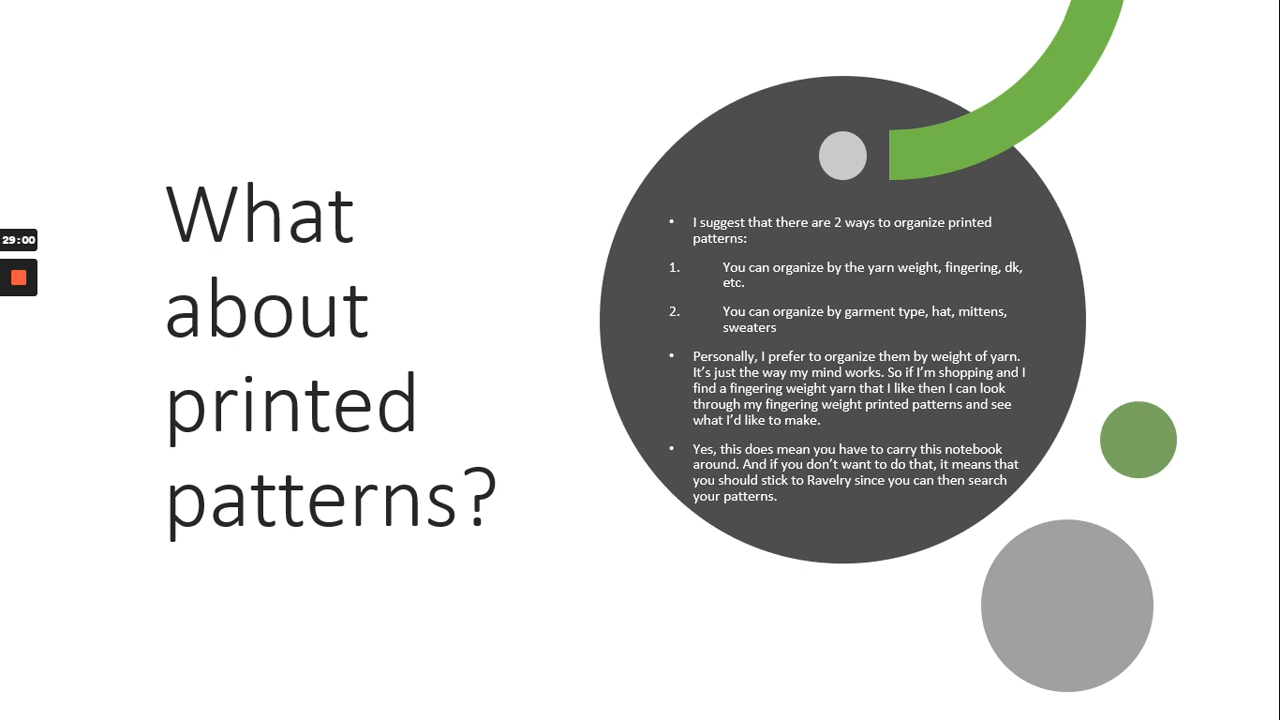 What
about
printed
patterns?
29:00
• I suggest that there are 2 ways to organize printed
patterns:
1. You can organize by the yarn weight, fingering, dk,
etc.
2. You can organize by garment type, hat, mittens,
sweaters
• Personally, I prefer to organize them by weight of yarn.
It’s just the way my mind works. So if I’m shopping and I
find a fingering weight yarn that I like then I can look
through my fingering weight printed patterns and see
what I’d like to make.
• Yes, this does mean you have to carry this notebook
around. And if you don’t want to do that, it means that
you should stick to Ravelry since you can then search
your patterns.